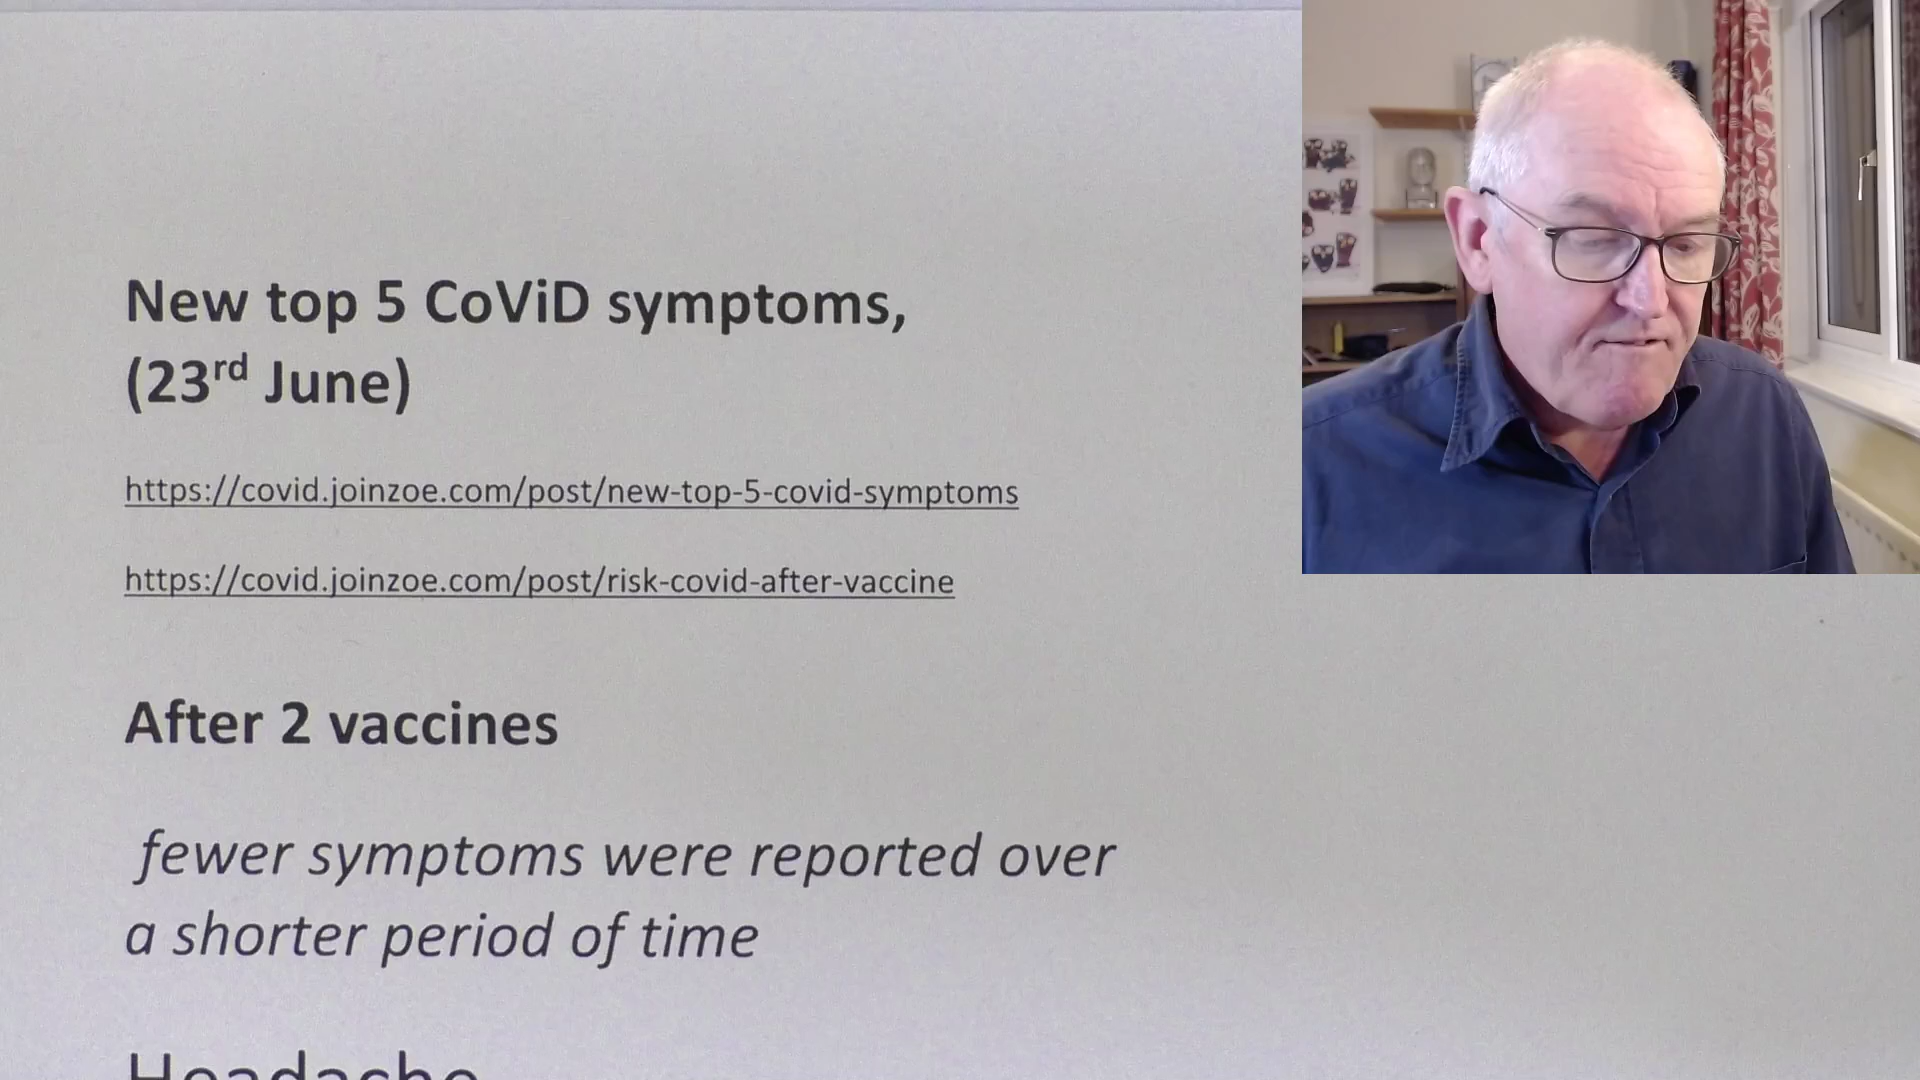 New top 5 CoViD symptoms,
(23rd June)
https://covid.joinzoe.com/post/new-top-5-covid-symptoms
https://covid.joinzoe.com/post/risk-covid-after-vaccine
After 2 vaccines
fewer symptoms were reported over
a shorter period of time
Headache